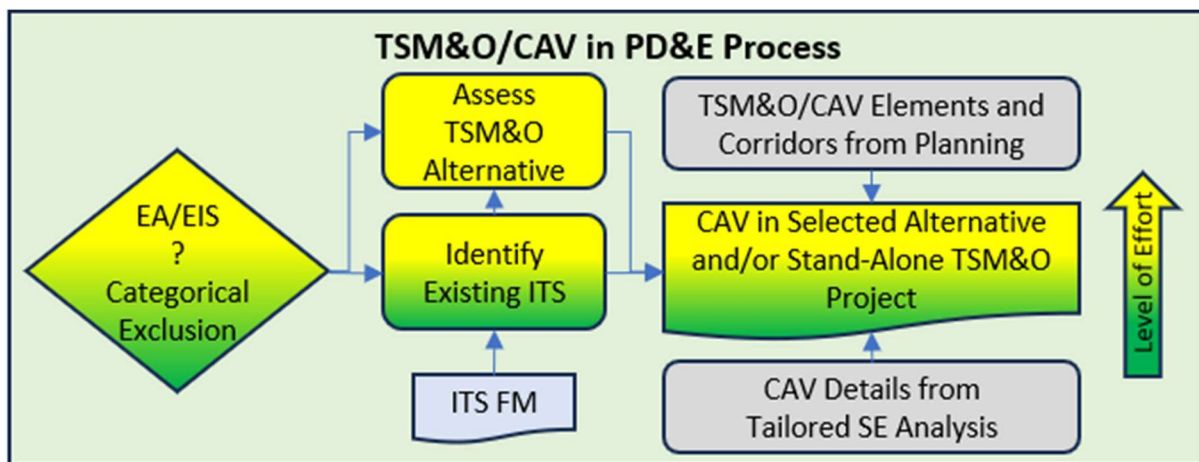 TSM&O/CAV in PD&E Process
EA/EIS
?
Categorical
Exclusion
Assess
TSM&O
Alternative
Identify
Existing ITS
ITS FM
TSM&O/CAV Elements and
Corridors from Planning
CAV in Selected Alternative
and/or Stand-Alone TSM&O
Project
CAV Details from
Tailored SE Analysis
Level of Effort